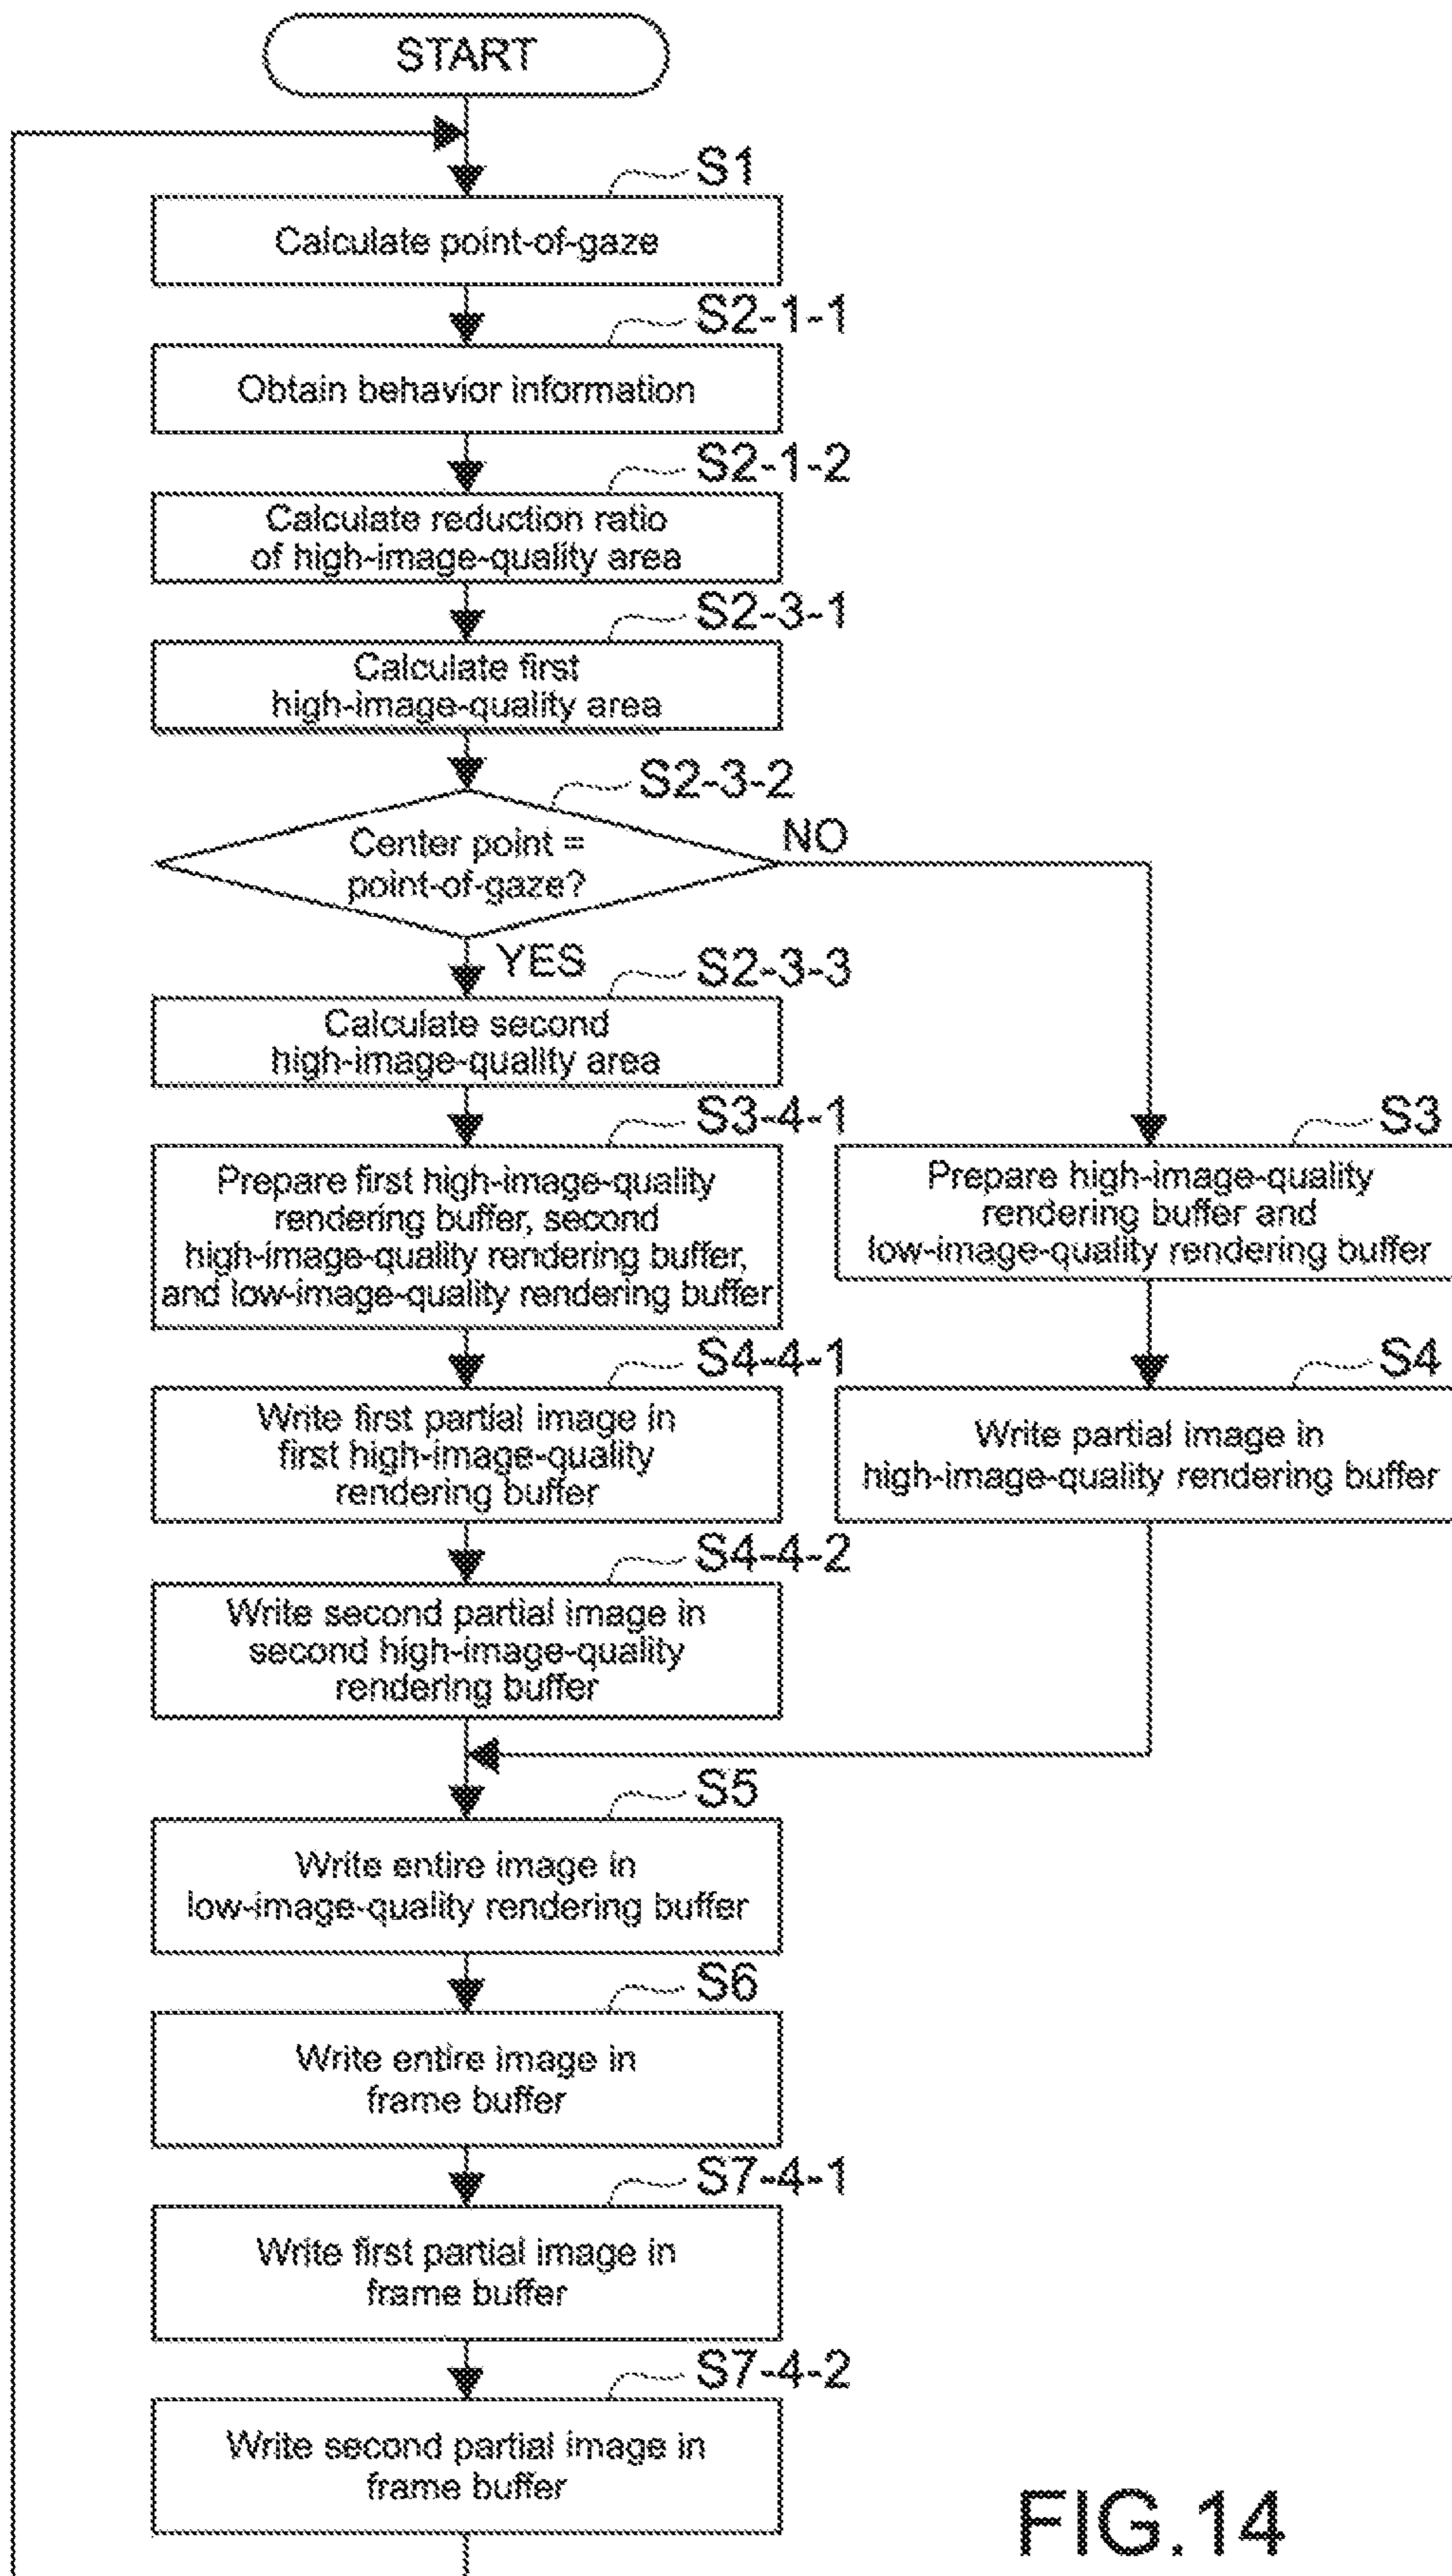 START
S1
Calculate point-of-gaze
S2-1-1
Obtain behavior information
S2-1-2
Calculate reduction ratio
of high-image-quality area
S2-3-1
Calculate first
high-image-quality area
S2-3-2
Center point =
point-of-gaze?
NO
YES
S2-3-3
Calculate second
high-image-quality area
S3-4-1
Prepare first high-image-quality
rendering buffer, second
high-image-quality rendering buffer,
and low-image-quality rendering buffer
S3
Prepare high-image-quality
rendering buffer and
low-image-quality rendering buffer
S4-4-1
Write first partial image in
first high-image-quality
rendering buffer
S4
Write partial image in
high-image-quality rendering buffer
S4-4-2
Write second partial image in
second high-image-quality
rendering buffer
S5
Write entire image in
low-image-quality rendering buffer
S6
Write entire image in
frame buffer
S7-4-1
Write first partial image in
frame buffer
S7-4-2
Write second partial image in
frame buffer
FIG.14